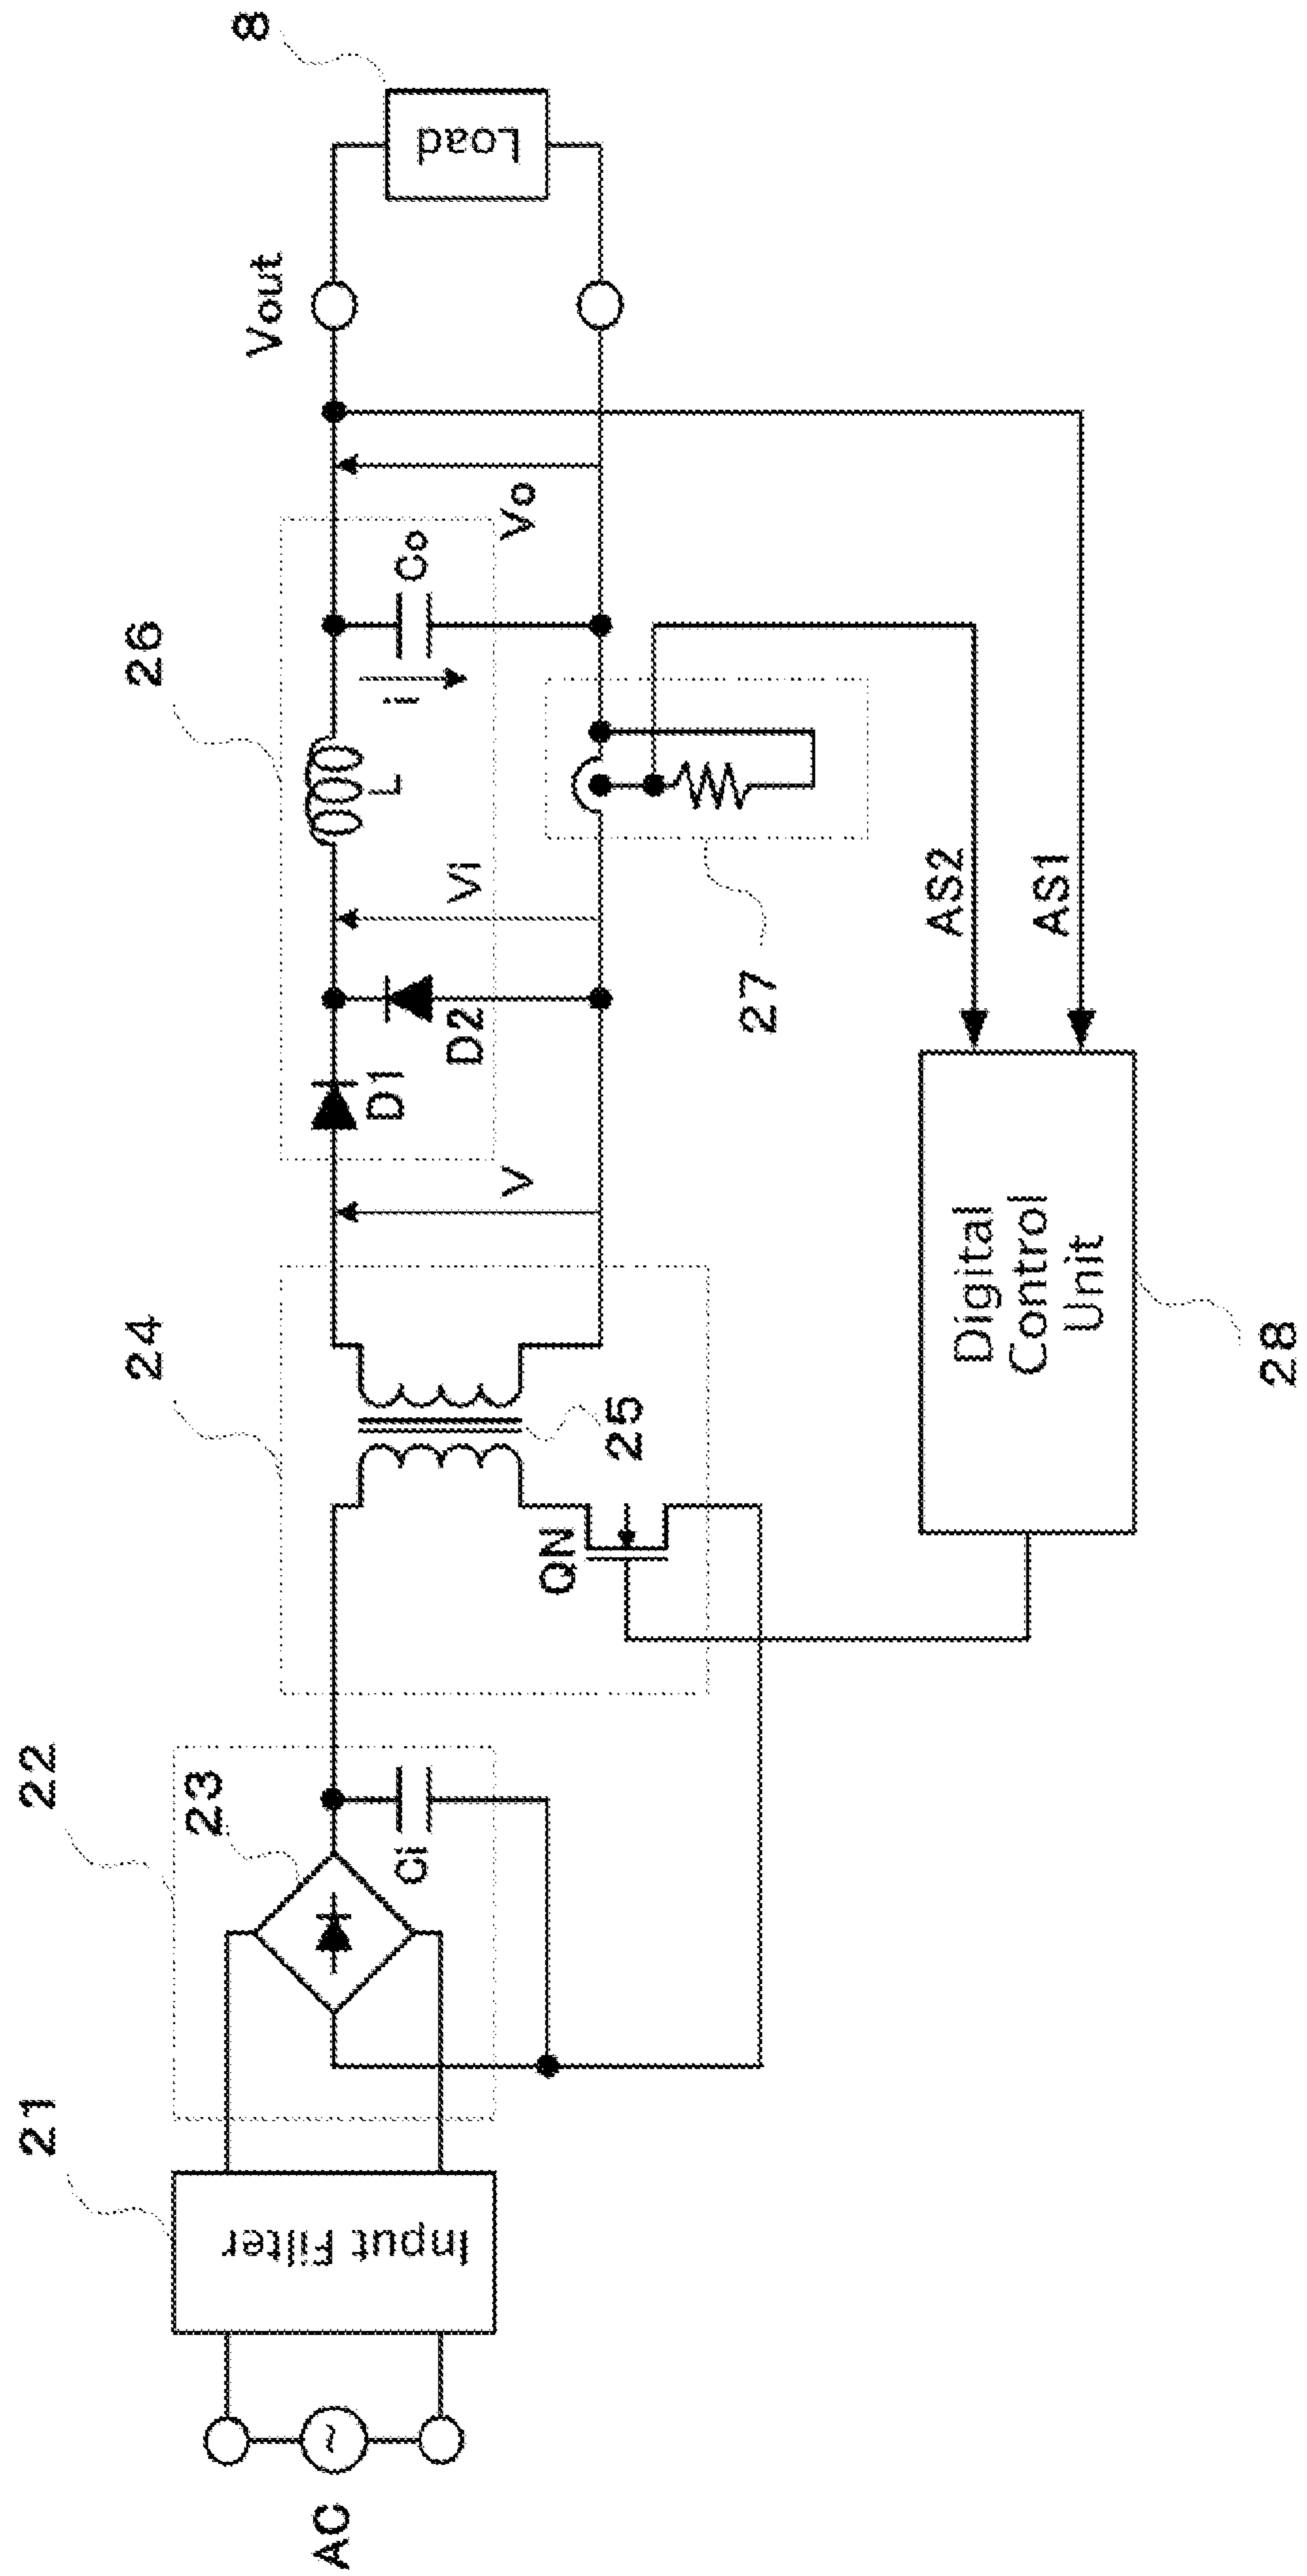 AC
~
Input Filter
21
22
23
Ci
24
25
QN
V
26
D1
D2
Vi
L
i
Co
Vo
Vout
Load
8
27
AS2
AS1
Digital
Control
Unit
28